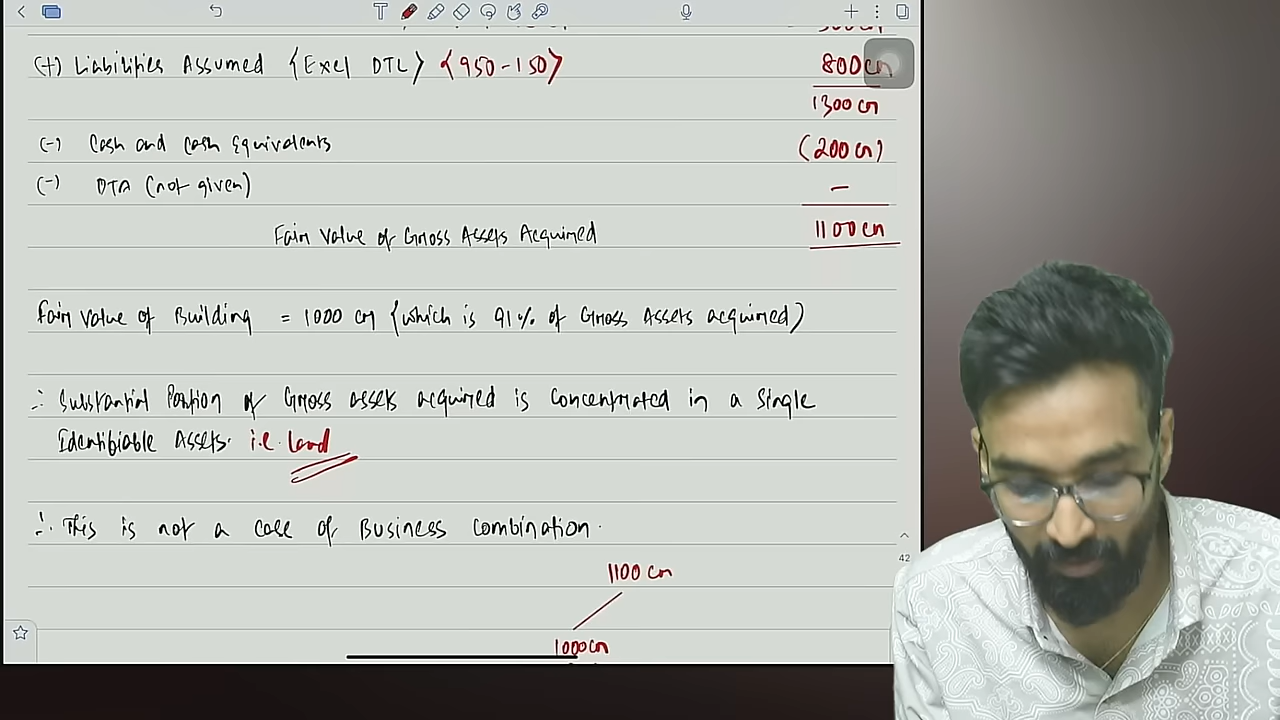 (+) Liabilities Assumed {Excl DTL} {950-150} 800 cr
1300 cr
(-) Cash and Cash Equivalents (200 cr)
(-) DTA (not given) —
Fair Value of Gross Assets Acquired 1100 cr
Fair Value of Building = 1000 cr {which is 91% of Gross Assets acquired}
∴ Substantial Portion of Gross assets acquired is concentrated in a single
Identifiable Assets. i.e. land
∴ This is not a case of Business Combination.
42
1100 cr
1000 cr